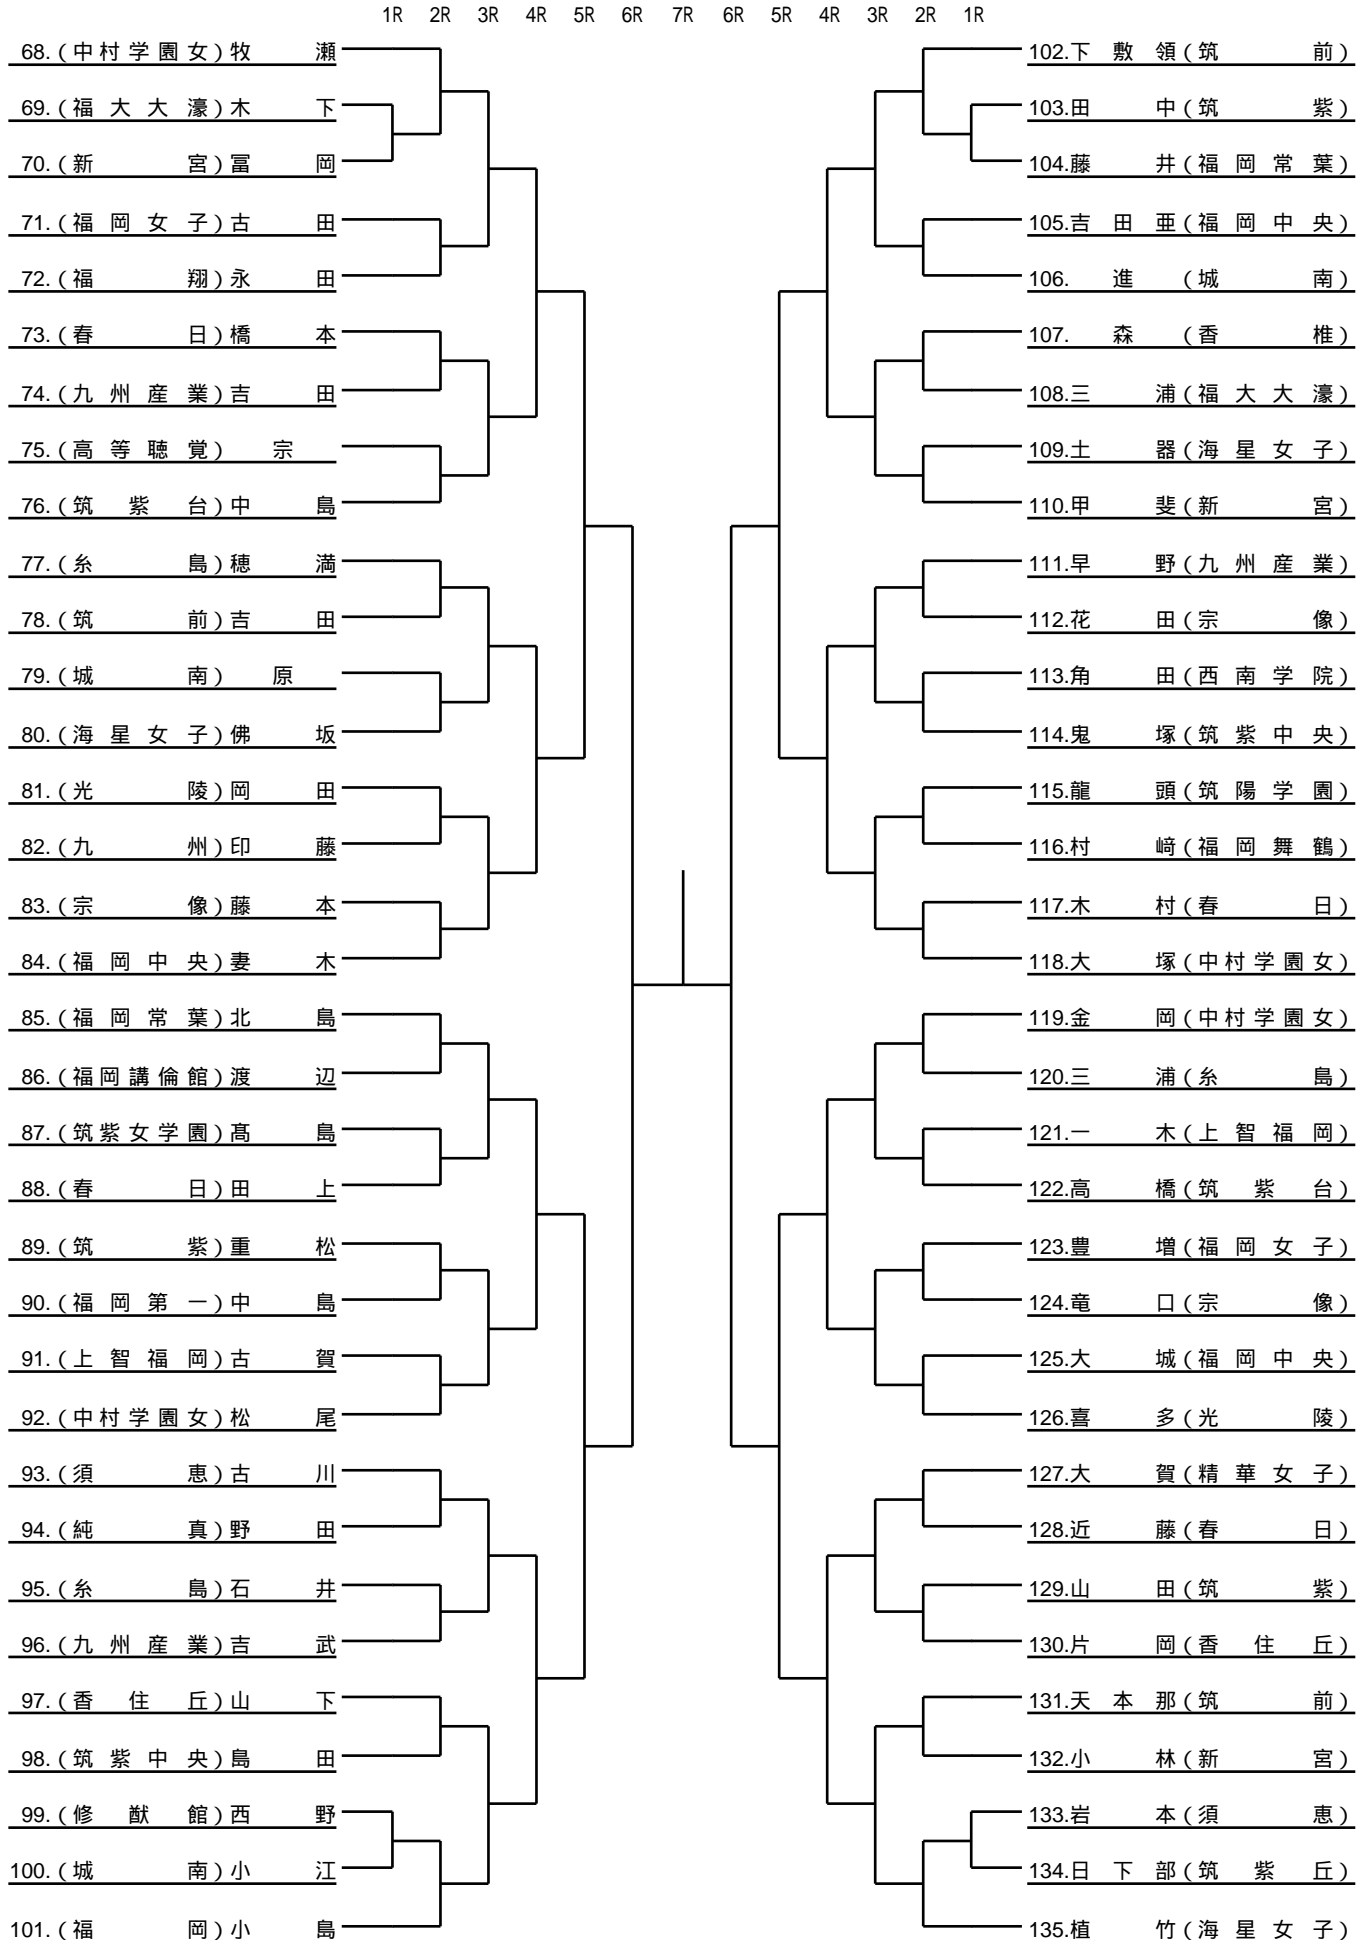 1R 2R 3R 4R 5R 6R 7R 6R 5R 4R 3R 2R 1R
68.(中村学園女)牧瀬
69.(福大大濠)木下
70.(新宮)冨岡
71.(福岡女子)古田
72.(福翔)永田
73.(春日)橋本
74.(九州産業)吉田
75.(高等聴覚)宗
76.(筑紫台)中島
77.(糸島)穂満
78.(筑前)吉田
79.(城南)原
80.(海星女子)佛坂
81.(光陵)岡田
82.(九州)印藤
83.(宗像)藤本
84.(福岡中央)妻木
85.(福岡常葉)北島
86.(福岡講倫館)渡辺
87.(筑紫女学園)髙島
88.(春日)田上
89.(筑紫)重松
90.(福岡第一)中島
91.(上智福岡)古賀
92.(中村学園女)松尾
93.(須恵)古川
94.(純真)野田
95.(糸島)石井
96.(九州産業)吉武
97.(香住丘)山下
98.(筑紫中央)島田
99.(修猷館)西野
100.(城南)小江
101.(福岡)小島
102.下敷領(筑前)
103.田中(筑紫)
104.藤井(福岡常葉)
105.吉田亜(福岡中央)
106.進(城南)
107.森(香椎)
108.三浦(福大大濠)
109.土器(海星女子)
110.甲斐(新宮)
111.早野(九州産業)
112.花田(宗像)
113.角田(西南学院)
114.鬼塚(筑紫中央)
115.龍頭(筑陽学園)
116.村﨑(福岡舞鶴)
117.木村(春日)
118.大塚(中村学園女)
119.金岡(中村学園女)
120.三浦(糸島)
121.一木(上智福岡)
122.高橋(筑紫台)
123.豊増(福岡女子)
124.竜口(宗像)
125.大城(福岡中央)
126.喜多(光陵)
127.大賀(精華女子)
128.近藤(春日)
129.山田(筑紫)
130.片岡(香住丘)
131.天本那(筑前)
132.小林(新宮)
133.岩本(須恵)
134.日下部(筑紫丘)
135.植竹(海星女子)